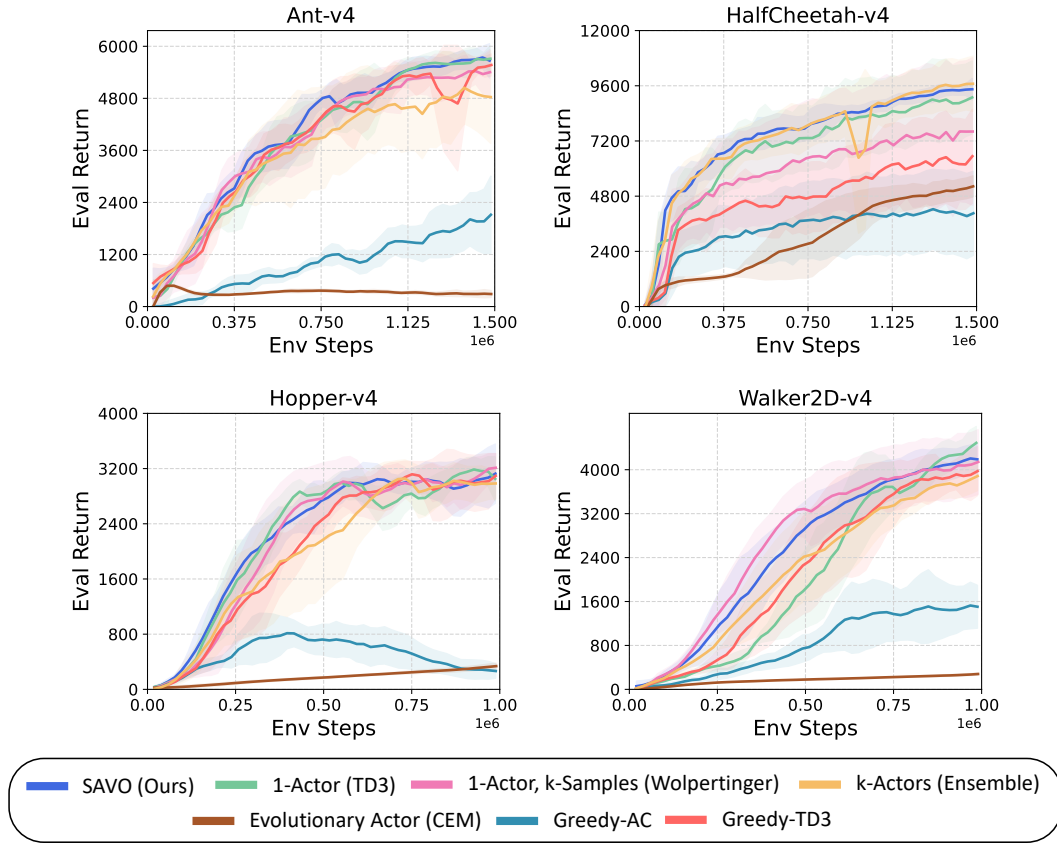 Ant-v4
HalfCheetah-v4
Eval Return
6000
4800
3600
2400
1200
0
0.000 0.375 0.750 1.125 1.500
1e6
Env Steps
Eval Return
12000
9600
7200
4800
2400
0
0.000 0.375 0.750 1.125 1.500
1e6
Env Steps
Hopper-v4
Walker2D-v4
Eval Return
4000
3200
2400
1600
800
0
0.00 0.25 0.50 0.75 1.00
1e6
Env Steps
Eval Return
4000
3200
2400
1600
800
0
0.00 0.25 0.50 0.75 1.00
1e6
Env Steps
SAVO (Ours) 1-Actor (TD3) 1-Actor, k-Samples (Wolpertinger) k-Actors (Ensemble)
Evolutionary Actor (CEM) Greedy-AC Greedy-TD3